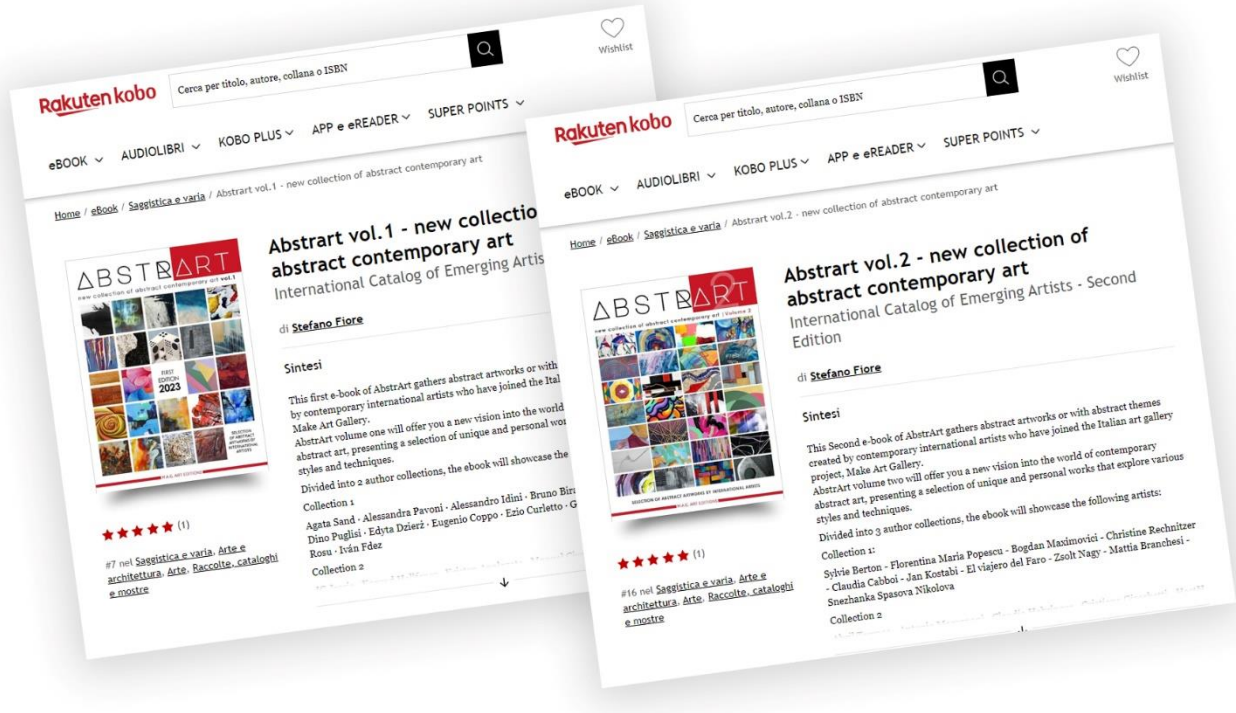 Rakuten kobo
Cerca per titolo, autore, collana o ISBN
Wishlist
eBOOK
AUDIOLIBRI
KOBO PLUS
APP e eREADER
SUPER POINTS
Home / eBook / Saggistica e varia / Abstrart vol.1 - new collection of abstract contemporary art
ABSTRART
new collection of abstract contemporary art vol.1
FIRST
EDITION
2023
SELECTION
OF ABSTRACT
ARTWORKS BY
INTERNATIONAL
ARTISTS
M.A.G. ART EDITIONS
(1)
#7 nel Saggistica e varia, Arte e
architettura, Arte, Raccolte, cataloghi
e mostre
Abstrart vol.1 - new collectio
abstract contemporary art
International Catalog of Emerging Artis
di Stefano Fiore
Sintesi
This first e-book of AbstrArt gathers abstract artworks or with
by contemporary international artists who have joined the Ital
Make Art Gallery.
AbstrArt volume one will offer you a new vision into the world
abstract art, presenting a selection of unique and personal wor
styles and techniques.
Divided into 2 author collections, the ebook will showcase the
Collection 1
Agata Sand · Alessandra Pavoni · Alessandro Idini · Bruno Bira
Dino Puglisi · Edyta Dzierż · Eugenio Coppo · Ezio Curletto · G
Rosu · Iván Fdez
Collection 2
Rakuten kobo
Cerca per titolo, autore, collana o ISBN
Wishlist
eBOOK
AUDIOLIBRI
KOBO PLUS
APP e eREADER
SUPER POINTS
Home / eBook / Saggistica e varia / Abstrart vol.2 - new collection of abstract contemporary art
ABSTRART
2
new collection of abstract contemporary art | Volume 2
SELECTION OF ABSTRACT ARTWORKS BY INTERNATIONAL ARTISTS
M.A.G. ART EDITIONS
(1)
#16 nel Saggistica e varia, Arte e
architettura, Arte, Raccolte, cataloghi
e mostre
Abstrart vol.2 - new collection of
abstract contemporary art
International Catalog of Emerging Artists - Second
Edition
di Stefano Fiore
Sintesi
This Second e-book of AbstrArt gathers abstract artworks or with abstract themes
created by contemporary international artists who have joined the Italian art gallery
project, Make Art Gallery.
AbstrArt volume two will offer you a new vision into the world of contemporary
abstract art, presenting a selection of unique and personal works that explore various
styles and techniques.
Divided into 3 author collections, the ebook will showcase the following artists:
Collection 1:
Sylvie Berton - Florentina Maria Popescu - Bogdan Maximovici - Christine Rechnitzer
- Claudia Cabboi - Jan Kostabi - El viajero del Faro - Zsolt Nagy - Mattia Branchesi -
Snezhanka Spasova Nikolova
Collection 2